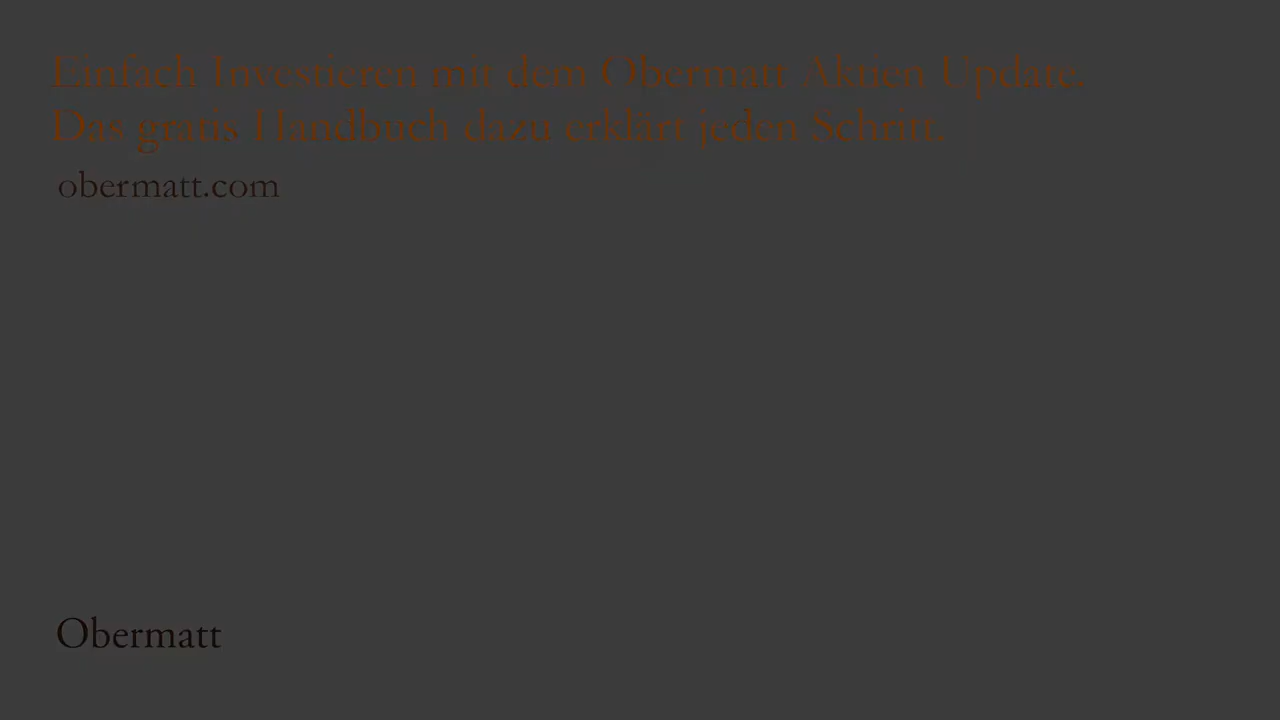 Einfach Investieren mit dem Obermatt Aktien Update.
Das gratis Handbuch dazu erklärt jeden Schritt.
obermatt.com
Obermatt